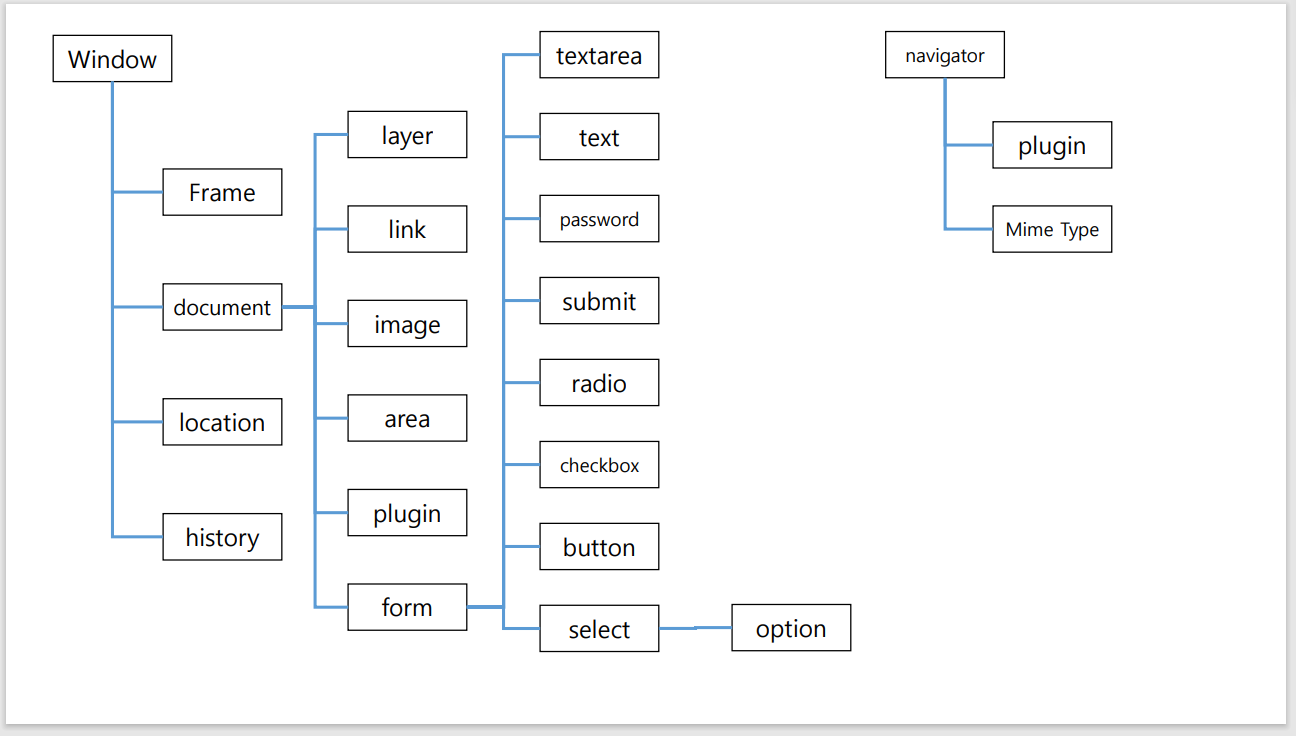 Window
Frame
document
location
history
layer
link
image
area
plugin
form
textarea
text
password
submit
radio
checkbox
button
select
option
navigator
plugin
Mime Type